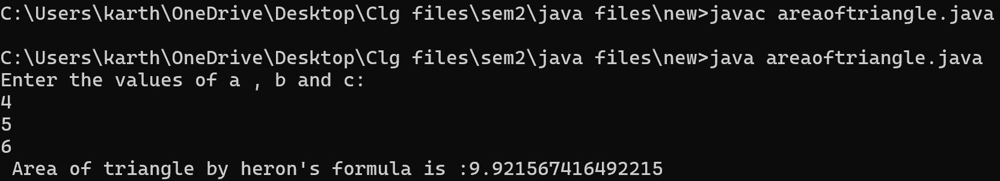 C:\Users\karth\OneDrive\Desktop\Clg files\sem2\java files\new>javac areaoftriangle.java
C:\Users\karth\OneDrive\Desktop\Clg files\sem2\java files\new>java areaoftriangle.java
Enter the values of a , b and c:
4
5
6
 Area of triangle by heron's formula is :9.921567416492215